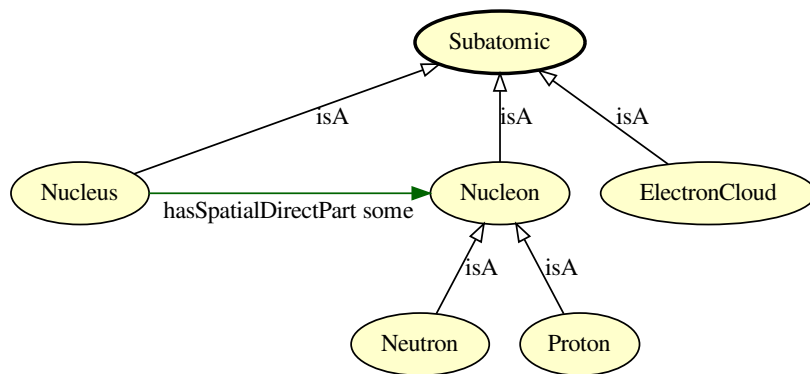 Subatomic
isA
isA
isA
Nucleus
Nucleon
ElectronCloud
hasSpatialDirectPart some
isA
isA
Neutron
Proton